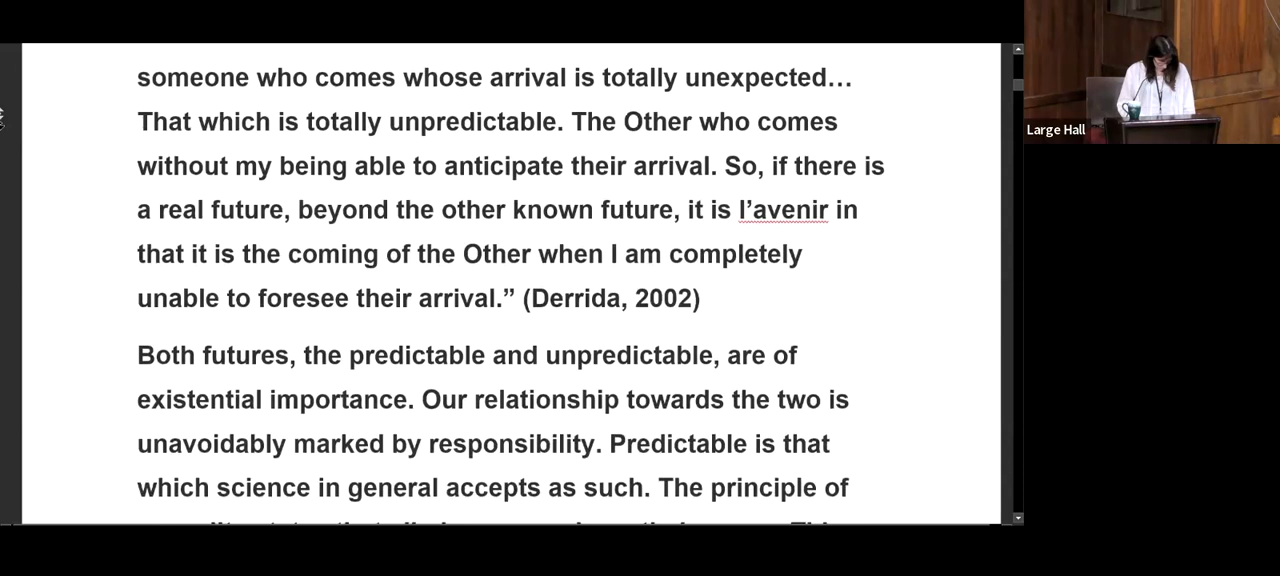 someone who comes whose arrival is totally unexpected…
That which is totally unpredictable. The Other who comes
without my being able to anticipate their arrival. So, if there is
a real future, beyond the other known future, it is l’avenir in
that it is the coming of the Other when I am completely
unable to foresee their arrival.” (Derrida, 2002)
Both futures, the predictable and unpredictable, are of
existential importance. Our relationship towards the two is
unavoidably marked by responsibility. Predictable is that
which science in general accepts as such. The principle of
Large Hall